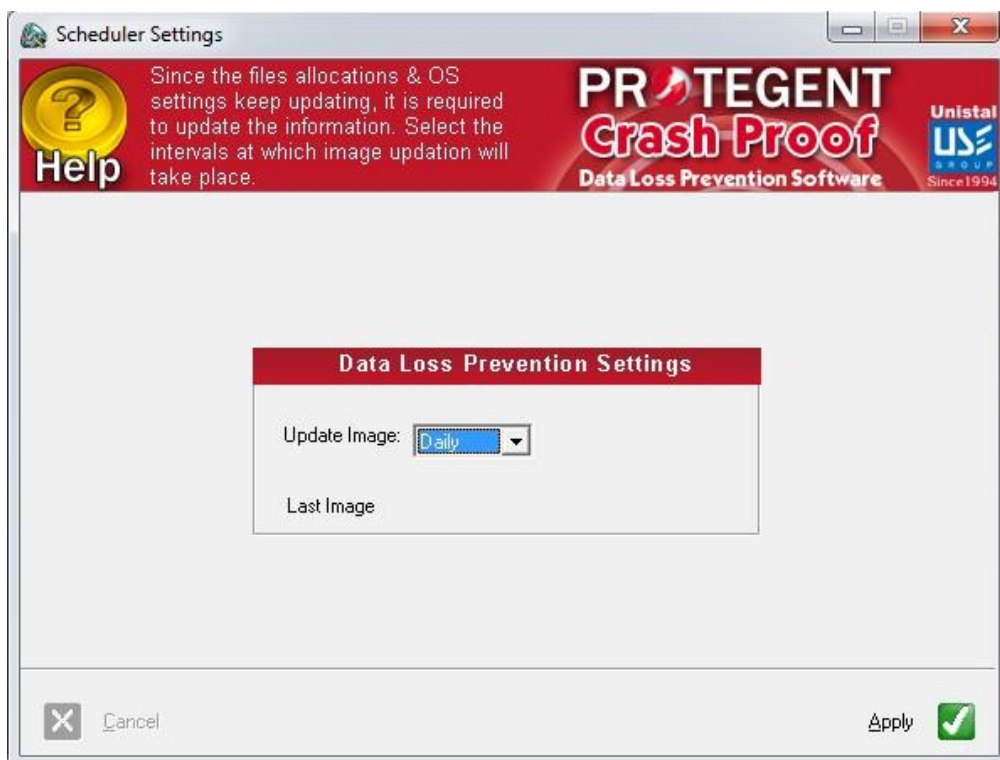 Scheduler Settings
Help
Since the files allocations & OS
settings keep updating, it is required
to update the information. Select the
intervals at which image updation will
take place.
PROTEGENT
Crash Proof
Data Loss Prevention Software
Unistal
USE
GROUP
Since1994
Data Loss Prevention Settings
Update Image: Daily
Last Image
Cancel
Apply